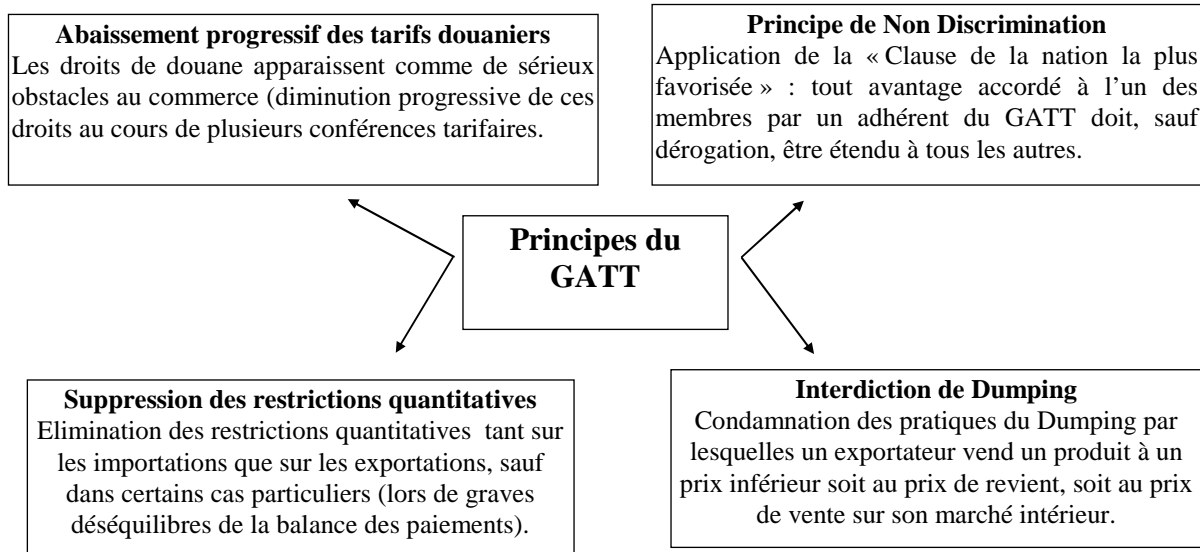 Abaissement progressif des tarifs douaniers
Les droits de douane apparaissent comme de sérieux
obstacles au commerce (diminution progressive de ces
droits au cours de plusieurs conférences tarifaires.
Principe de Non Discrimination
Application de la « Clause de la nation la plus
favorisée » : tout avantage accordé à l’un des
membres par un adhérent du GATT doit, sauf
dérogation, être étendu à tous les autres.
Principes du
GATT
Suppression des restrictions quantitatives
Elimination des restrictions quantitatives tant sur
les importations que sur les exportations, sauf
dans certains cas particuliers (lors de graves
déséquilibres de la balance des paiements).
Interdiction de Dumping
Condamnation des pratiques du Dumping par
lesquelles un exportateur vend un produit à un
prix inférieur soit au prix de revient, soit au prix
de vente sur son marché intérieur.